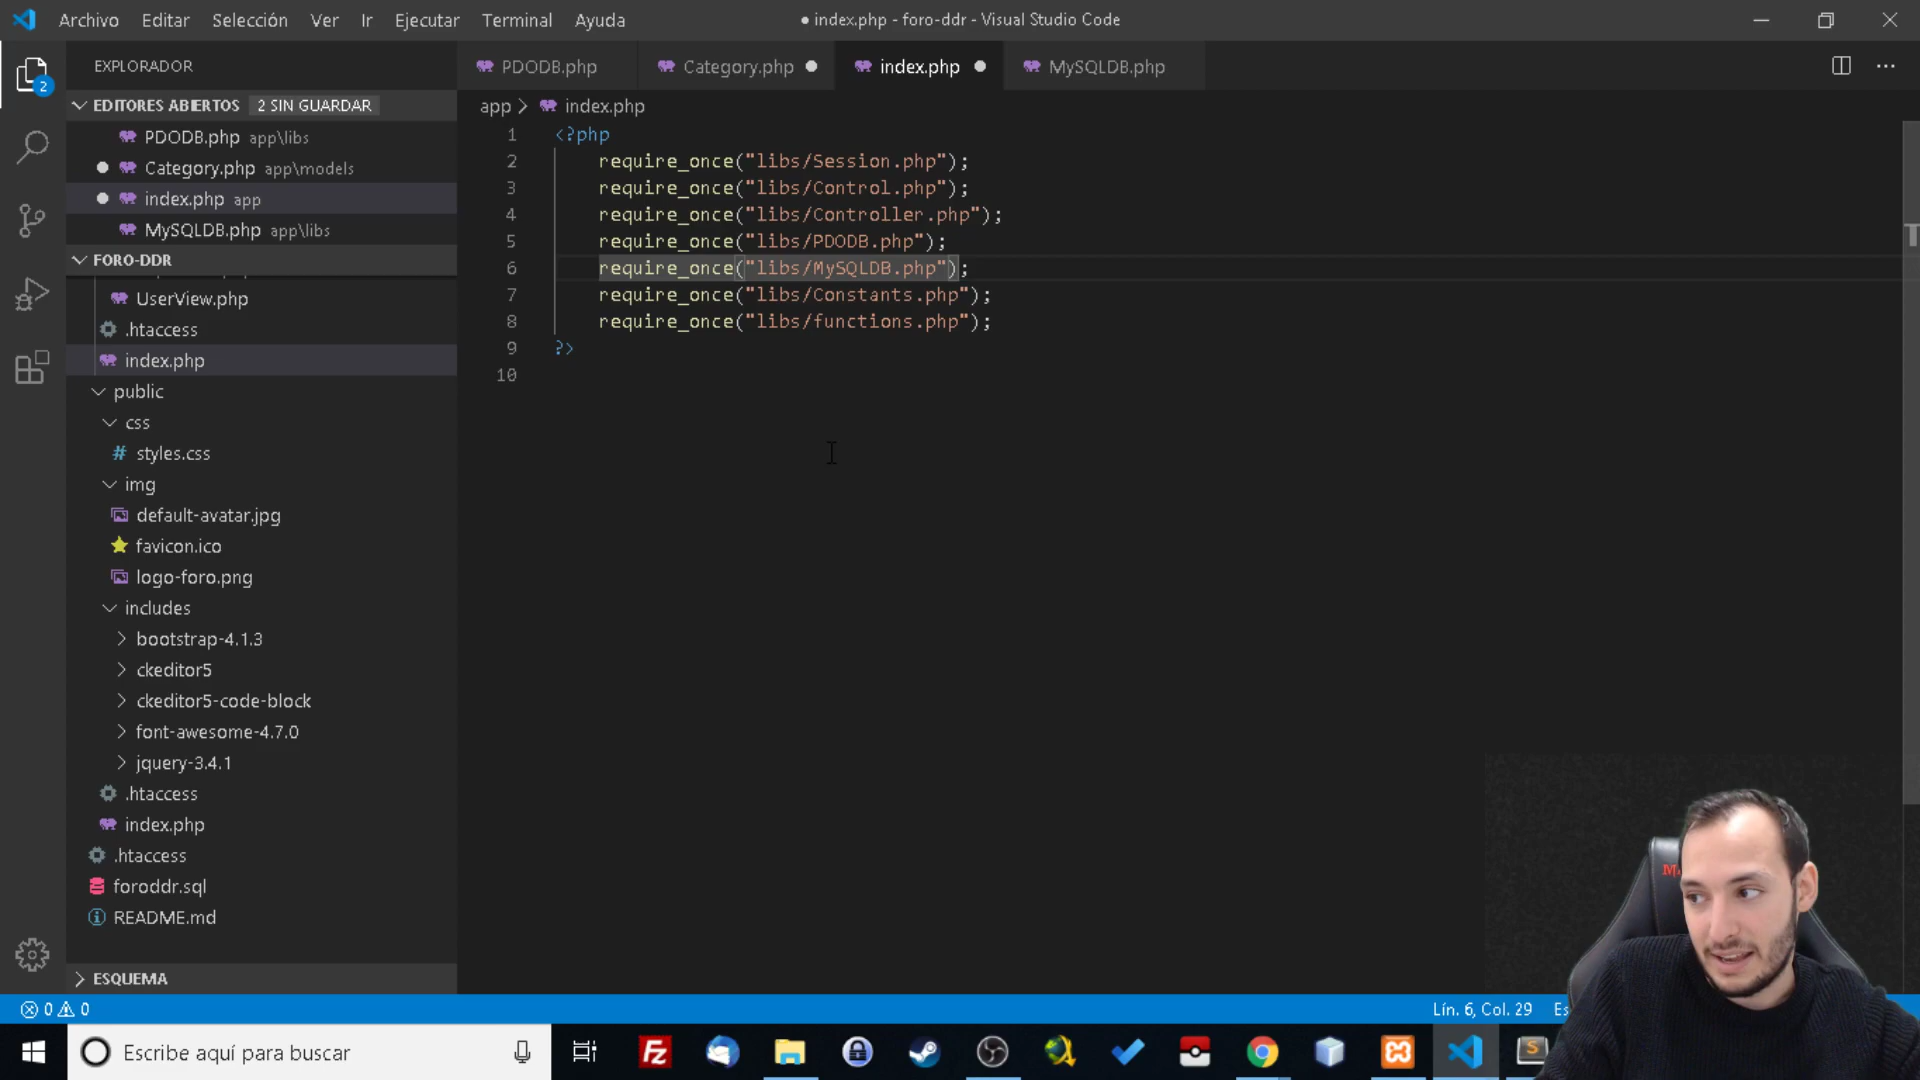 Archivo Editar Selección Ver Ir Ejecutar Terminal Ayuda
● index.php - foro-ddr - Visual Studio Code
EXPLORADOR
PDODB.php Category.php index.php MySQLDB.php
EDITORES ABIERTOS 2 SIN GUARDAR
PDODB.php app\libs
Category.php app\models
index.php app
MySQLDB.php app\libs
FORO-DDR
UserView.php
.htaccess
index.php
public
css
styles.css
img
default-avatar.jpg
favicon.ico
logo-foro.png
includes
bootstrap-4.1.3
ckeditor5
ckeditor5-code-block
font-awesome-4.7.0
jquery-3.4.1
.htaccess
index.php
.htaccess
foroddr.sql
README.md
ESQUEMA
app > index.php
1 <?php
2 require_once("libs/Session.php");
3 require_once("libs/Control.php");
4 require_once("libs/Controller.php");
5 require_once("libs/PDODB.php");
6 require_once("libs/MySQLDB.php");
7 require_once("libs/Constants.php");
8 require_once("libs/functions.php");
9 ?>
10
2
0 0
Lín. 6, Col. 29
Escribe aquí para buscar